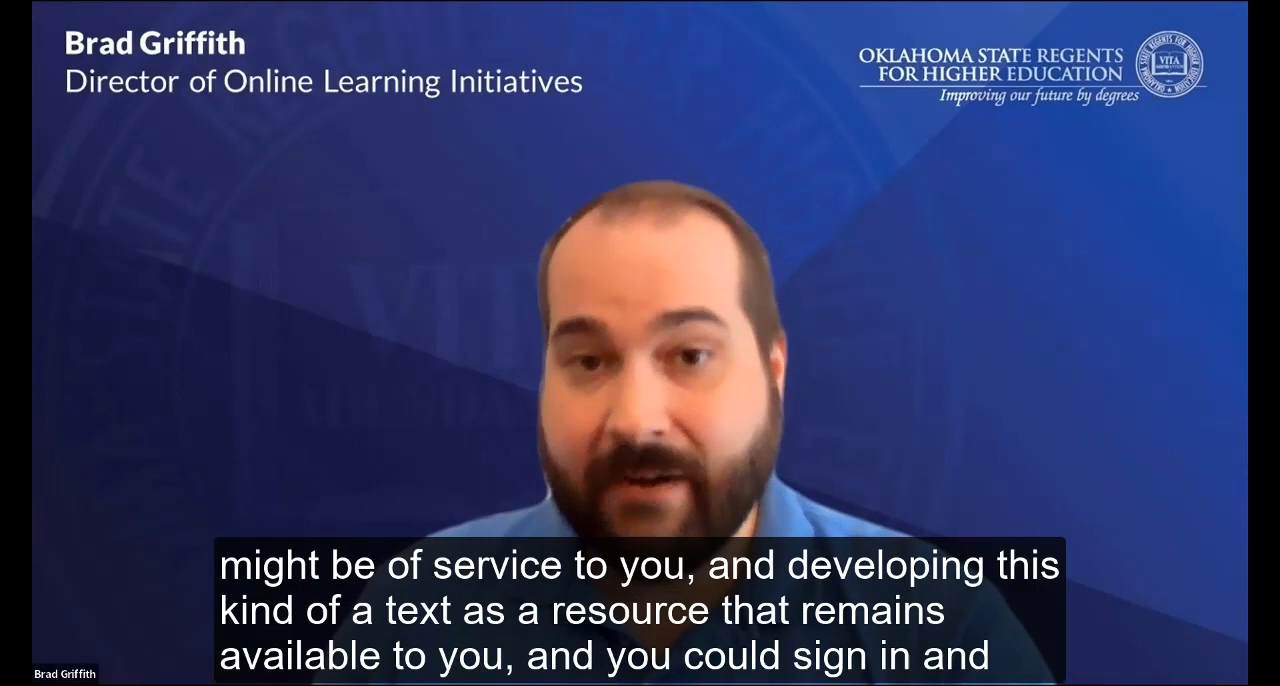 Brad Griffith
Director of Online Learning Initiatives
OKLAHOMA STATE REGENTS
FOR HIGHER EDUCATION
Improving our future by degrees
VITA
might be of service to you, and developing this
kind of a text as a resource that remains
available to you, and you could sign in and
Brad Griffith